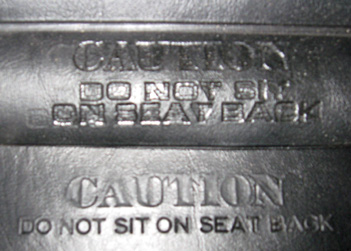 CAUTION
DO NOT SIT
ON SEAT BACK
CAUTION
DO NOT SIT ON SEAT BACK